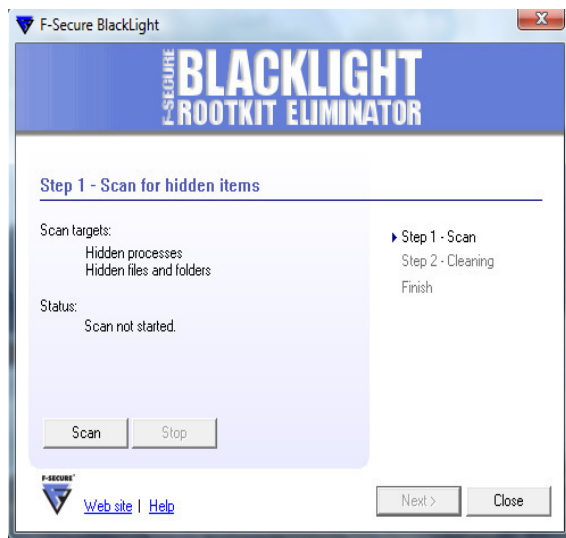 F-Secure BlackLight
F-SECURE
BLACKLIGHT
ROOTKIT ELIMINATOR
Step 1 - Scan for hidden items
Scan targets:
Hidden processes
Hidden files and folders
Status:
Scan not started.
Step 1 - Scan
Step 2 - Cleaning
Finish
Scan Stop
F-SECURE
Web site | Help
Next > Close